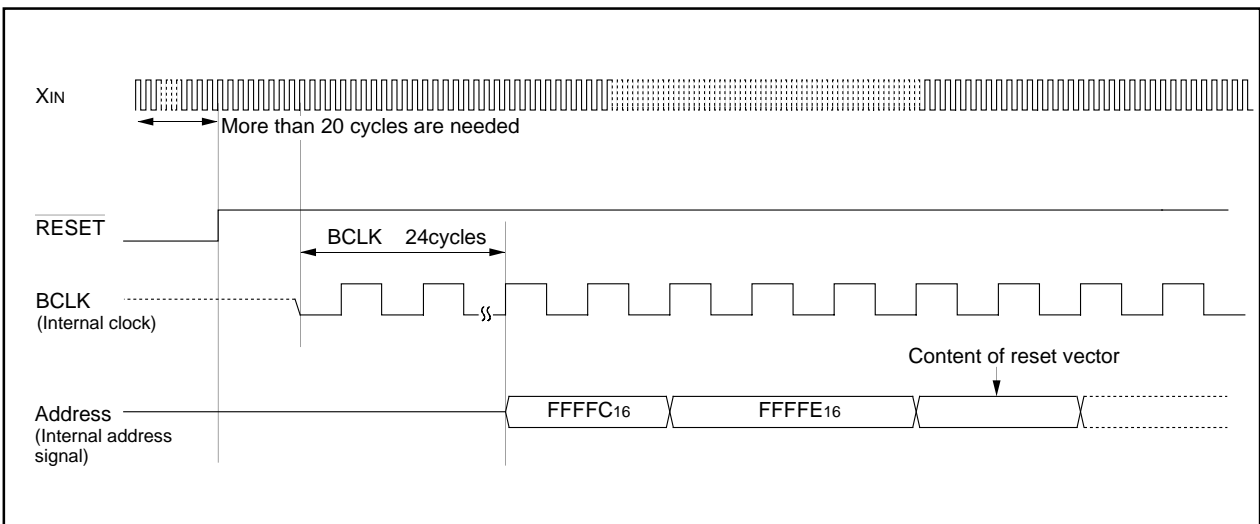 XIN
More than 20 cycles are needed
RESET
BCLK 24cycles
BCLK
(Internal clock)
Content of reset vector
Address
(Internal address
signal)
FFFFC16
FFFFE16